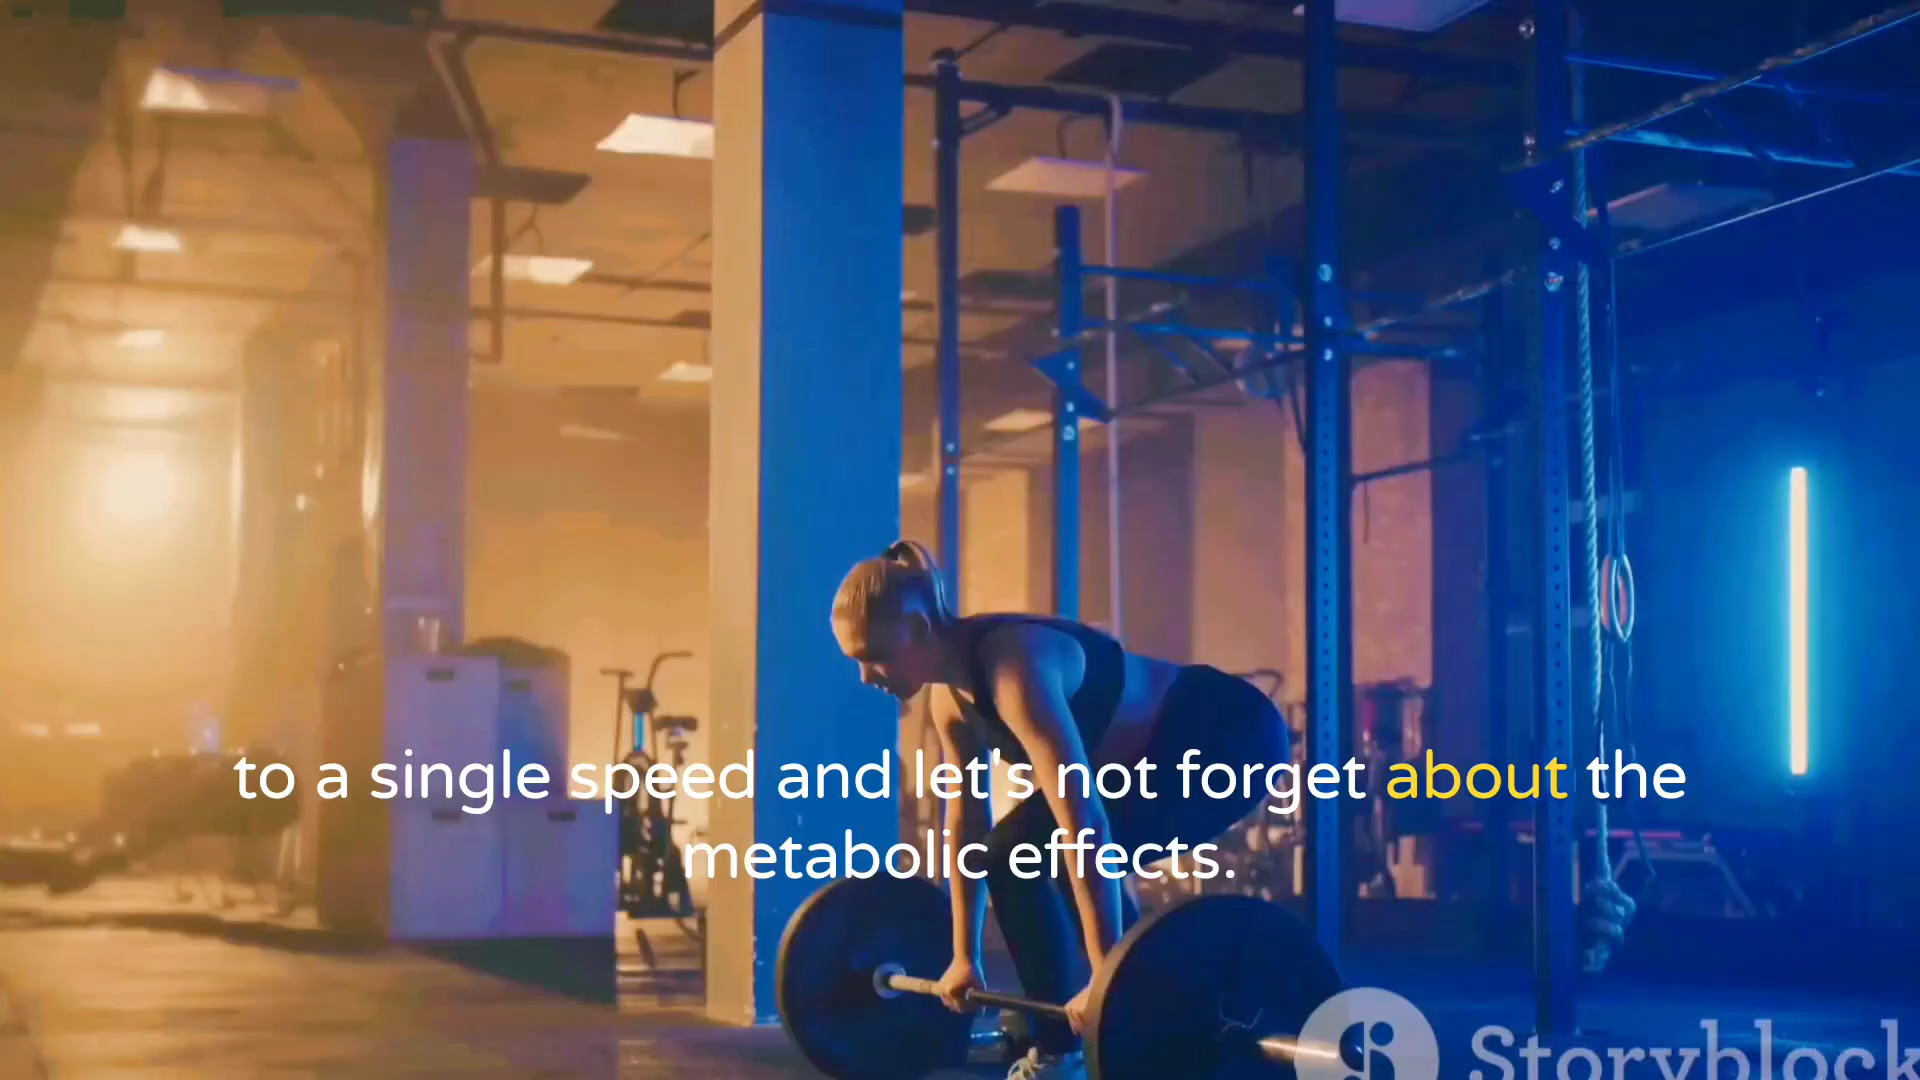 to a single speed and let's not forget about the
metabolic effects.
Storyblock